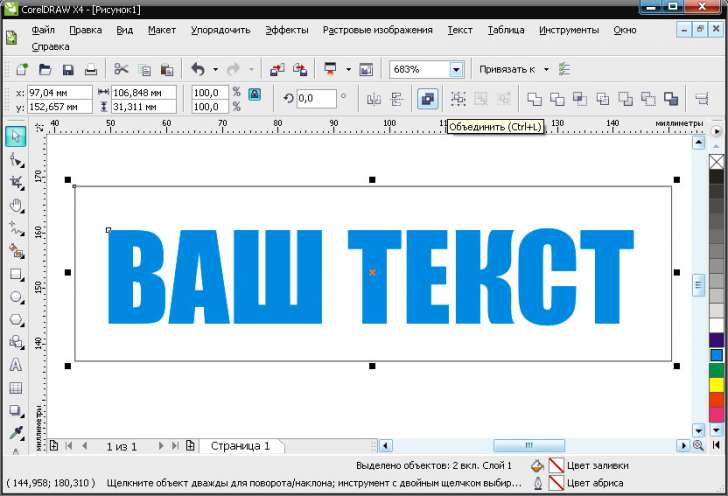 CorelDRAW X4 - [Рисунок1]
Файл Правка Вид Макет Упорядочить Эффекты Растровые изображения Текст Таблица Инструменты Окно
Справка
683% Привязать к
x: 97,04 мм 106,848 мм 100,0 % 0,0 °
y: 152,657 мм 31,311 мм 100,0 %
Объединить (Ctrl+L)
40 50 60 70 80 90 100 110 120 130 140 миллиметры
170
160
150
140
миллиметры
ВАШ ТЕКСТ
1 из 1 Страница 1
Выделено объектов: 2 вкл. Слой 1 Цвет заливки
( 144,958; 180,310 ) Щелкните объект дважды для поворота/наклона; инструмент с двойным щелчком выбир... Цвет абриса